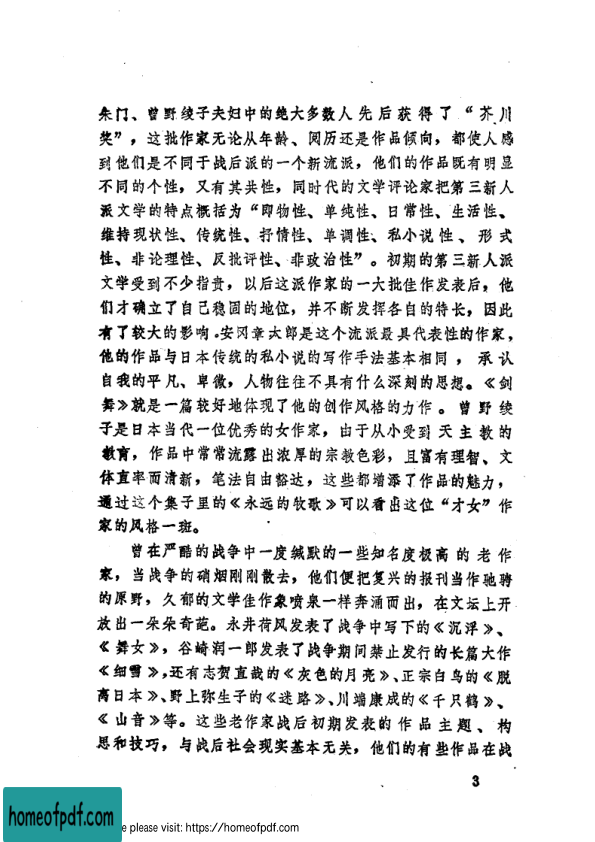 朱门、曾野绫子夫妇中的绝大多数人先后获得了“芥川
奖”，这批作家无论从年龄、阅历还是作品倾向，都使人感
到他们是不同于战后派的一个新流派，他们的作品既有明显
不同的个性，又有其共性，同时代的文学评论家把第三新人
派文学的特点概括为“即物性、单纯性、日常性、生活性、
维持现状性、传统性、抒情性、单调性、私小说性、形式
性、非论理性、反批评性、非政治性”。初期的第三新人派
文学受到不少指责，以后这派作家的一大批佳作发表后，他
们才确立了自己稳固的地位，并不断发挥各自的特长，因此
有了较大的影响。安冈章太郎是这个流派最具代表性的作家，
他的作品与日本传统的私小说的写作手法基本相同，承认
自我的平凡、卑微，人物往往不具有什么深刻的思想。《剑
舞》就是一篇较好地体现了他的创作风格的力作。曾野绫
子是日本当代一位优秀的女作家，由于从小受到天主教的
教育，作品中常常流露出浓厚的宗教色彩，且富有理智、文
体直率而清新，笔法自由豁达，这些都增添了作品的魅力，
通过这个集子里的《永远的牧歌》可以看出这位“才女”作
家的风格一斑。
曾在严酷的战争中一度缄默的一些知名度极高的老作
家，当战争的硝烟刚刚散去，他们便把复兴的报刊当作驰骋
的原野，久郁的文学佳作象喷泉一样奔涌而出，在文坛上开
放出一朵朵奇葩。永井荷风发表了战争中写下的《沉浮》、
《舞女》，谷崎润一郎发表了战争期间禁止发行的长篇大作
《细雪》，还有志贺直哉的《灰色的月亮》、正宗白鸟的《脱
离日本》、野上弥生子的《迷路》、川端康成的《千尺鹤》、
《山音》等。这些老作家战后初期发表的作品主题、构
思和技巧，与战后社会现实基本无关，他们的有些作品在战
3
homeofpdf.com
e please visit: https://homeofpdf.com